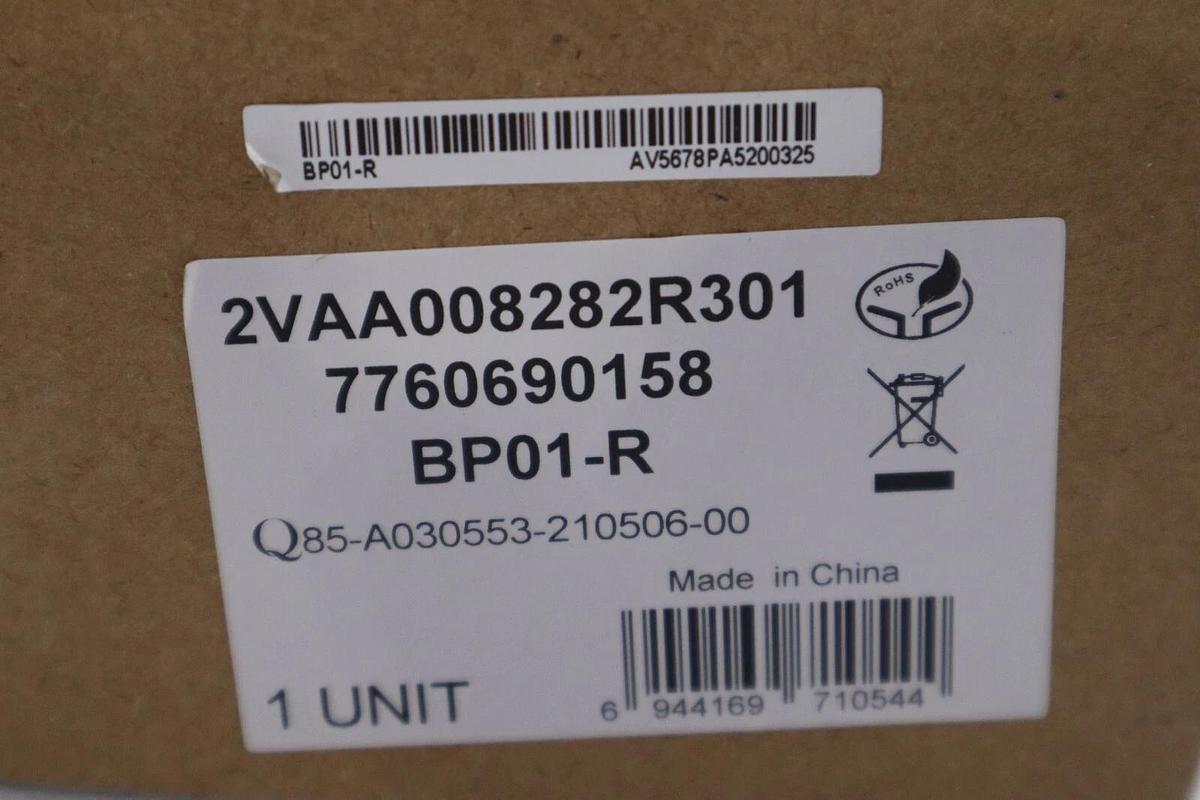 BP01-R AV5678PA5200325
2VAA008282R301
7760690158
BP01-R
Q85-A030553-210506-00
Made in China
1 UNIT
6 944169 710544
RoHS